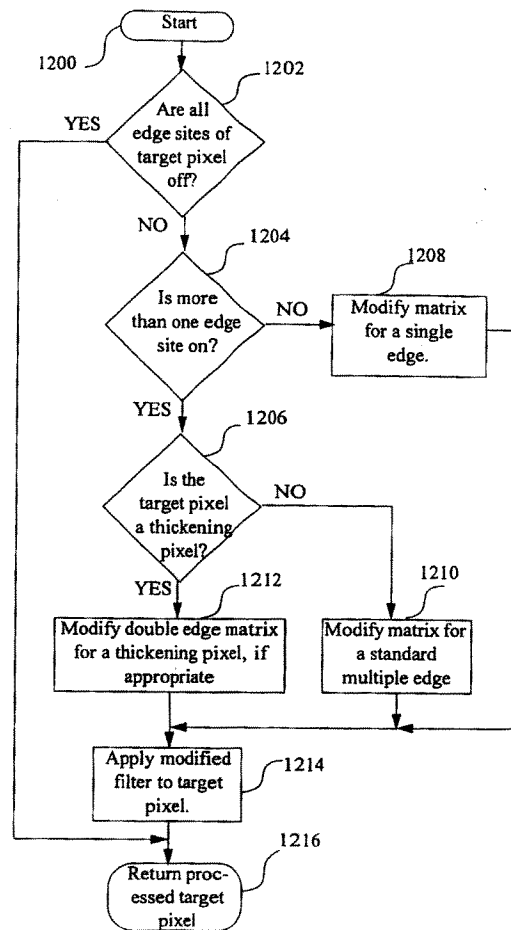 Start
1200
1202
Are all
edge sites of
target pixel
off?
YES
NO
1204
Is more
than one edge
site on?
NO
1208
Modify matrix
for a single
edge.
YES
1206
Is the
target pixel
a thickening
pixel?
NO
YES
1212
Modify double edge matrix
for a thickening pixel, if
appropriate
1210
Modify matrix for
a standard
multiple edge
Apply modified
filter to target
pixel.
1214
1216
Return proc-
essed target
pixel